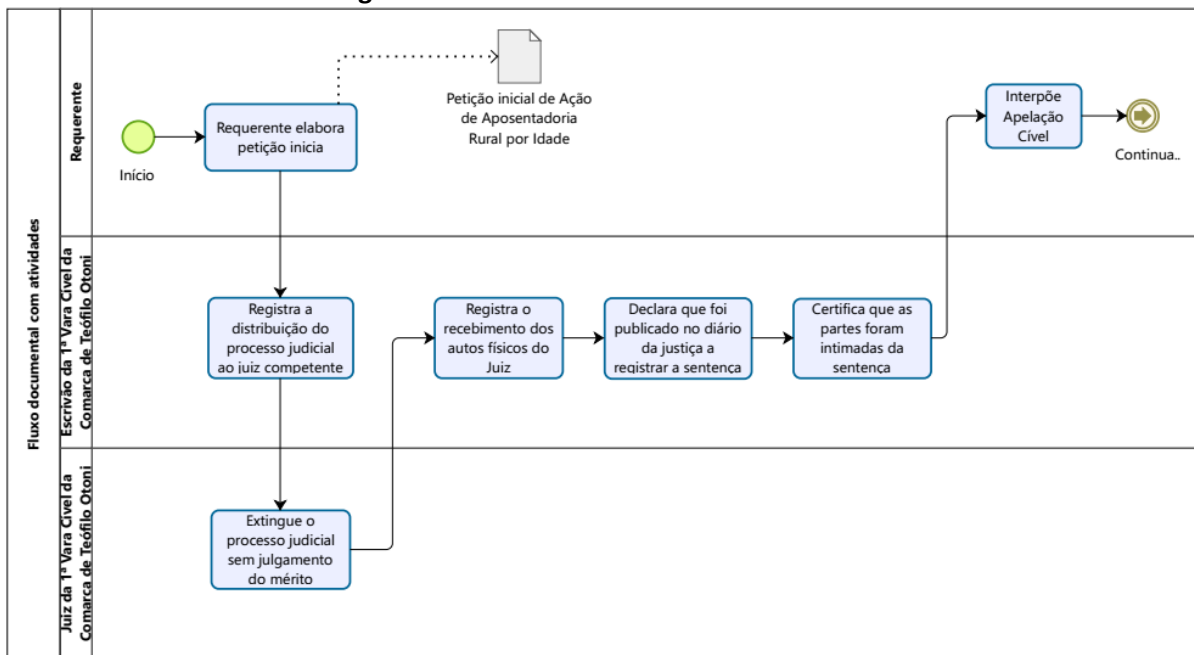 g
Fluxo documental com atividades
Requerente
Início
Requerente elabora
petição inicia
Petição inicial de Ação
de Aposentadoria
Rural por Idade
Interpõe
Apelação
Cível
Continua..
Escrivão da 1ª Vara Cível da
Comarca de Teófilo Otoni
Registra a
distribuição do
processo judicial
ao juiz competente
Registra o
recebimento dos
autos físicos do
Juiz
Declara que foi
publicado no diário
da justiça a
registrar a sentença
Certifica que as
partes foram
intimadas da
sentença
Juiz da 1ª Vara Cível da
Comarca de Teófilo Otoni
Extingue o
processo judicial
sem julgamento
do mérito